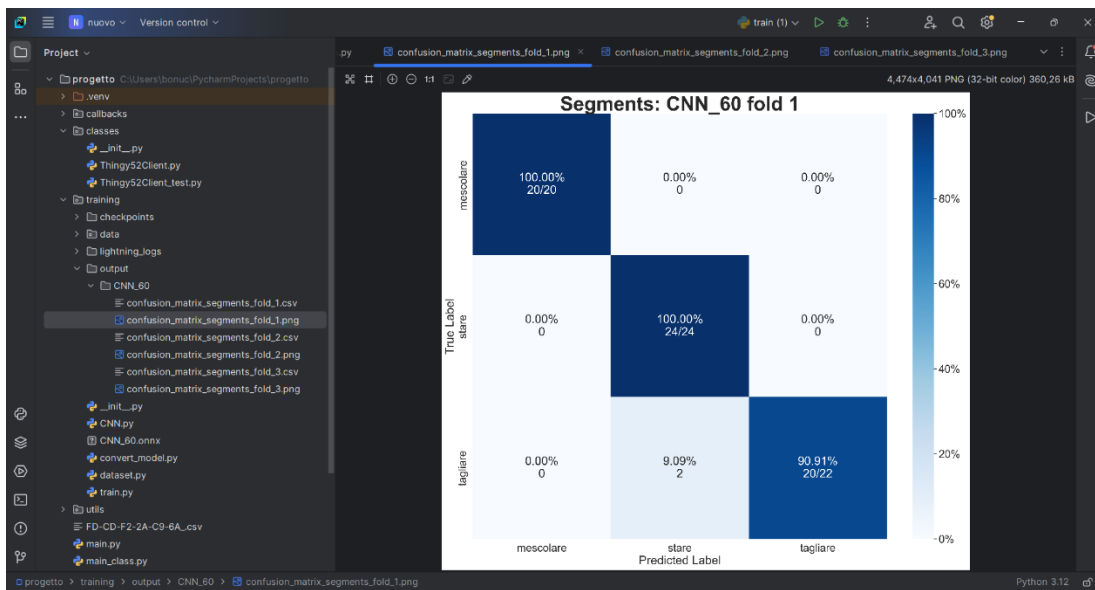 N nuovo Version control train (1)
Project
.py confusion_matrix_segments_fold_1.png confusion_matrix_segments_fold_2.png confusion_matrix_segments_fold_3.png
progetto C:\Users\bonuc\PycharmProjects\progetto
1:1 4,474x4,041 PNG (32-bit color) 360,26 kB
.venv
callbacks
classes
__init__.py
Thingy52Client.py
Thingy52Client_test.py
training
checkpoints
data
lightning_logs
output
CNN_60
confusion_matrix_segments_fold_1.csv
confusion_matrix_segments_fold_1.png
confusion_matrix_segments_fold_2.csv
confusion_matrix_segments_fold_2.png
confusion_matrix_segments_fold_3.csv
confusion_matrix_segments_fold_3.png
__init__.py
CNN.py
CNN_60.onnx
convert_model.py
dataset.py
train.py
utils
FD-CD-F2-2A-C9-6A_.csv
main.py
main_class.py
Segments: CNN_60 fold 1
True Label
mescolare
100.00% 0.00% 0.00%
20/20 0 0
stare
0.00% 100.00% 0.00%
0 24/24 0
tagliare
0.00% 9.09% 90.91%
0 2 20/22
mescolare stare tagliare
Predicted Label
100%
80%
60%
40%
20%
0%
progetto > training > output > CNN_60 > confusion_matrix_segments_fold_1.png Python 3.12